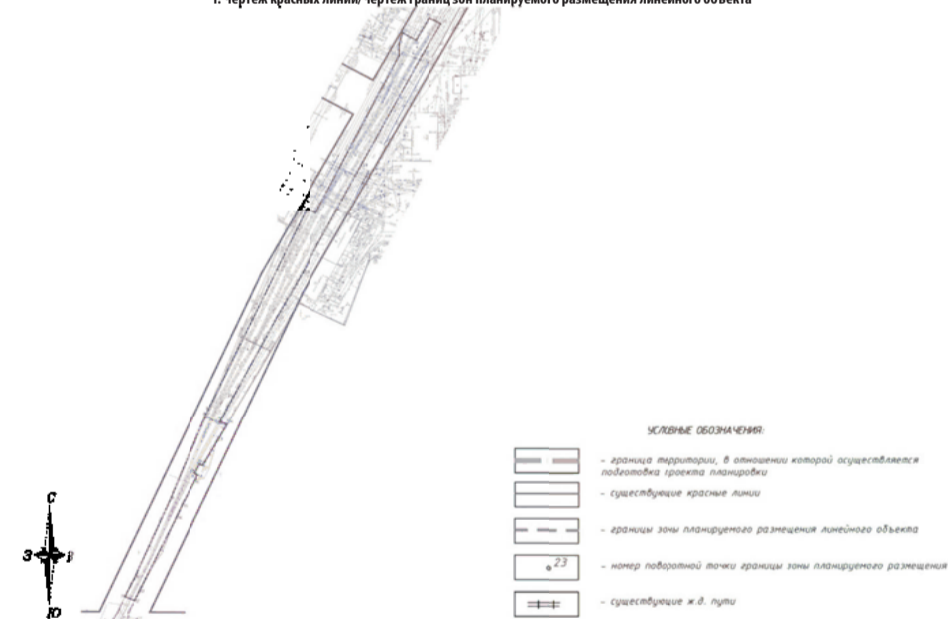 1. Чертеж красных линий/Чертеж границ зон планируемого размещения линейного объекта
УСЛОВНЫЕ ОБОЗНАЧЕНИЯ:
- граница территории, в отношении которой осуществляется
подготовка проекта планировки
- существующие красные линии
- границы зоны планируемого размещения линейного объекта
23
- номер поворотной точки границы зоны планируемого размещения
- существующие ж.д. пути
С
З
В
Ю